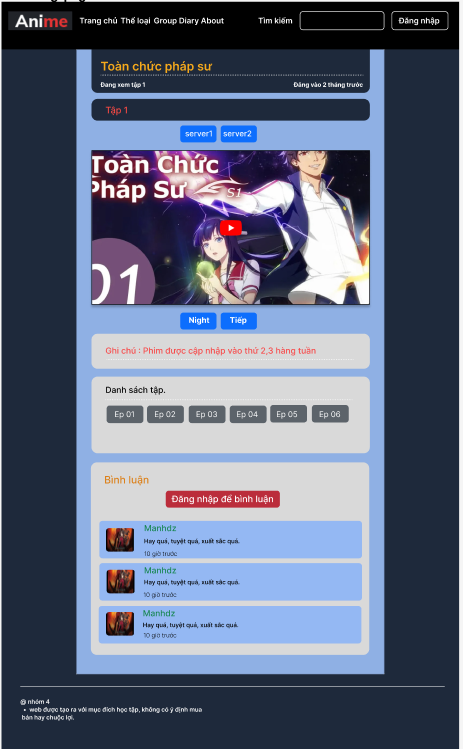 Anime Trang chủ Thể loại Group Diary About Tìm kiếm Đăng nhập
Toàn chức pháp sư
Đang xem tập 1 Đăng vào 2 tháng trước
Tập 1
server1 server2
Toàn Chức
Pháp Sư S1
01
Night Tiếp
Ghi chú : Phim được cập nhập vào thứ 2,3 hàng tuần
Danh sách tập.
Ep 01 Ep 02 Ep 03 Ep 04 Ep 05 Ep 06
Bình luận
Đăng nhập để bình luận
Manhdz
Hay quá, tuyệt quá, xuất sắc quá.
10 giờ trước
Manhdz
Hay quá, tuyệt quá, xuất sắc quá.
10 giờ trước
Manhdz
Hay quá, tuyệt quá, xuất sắc quá.
10 giờ trước
@ nhóm 4
• web được tạo ra với mục đích học tập, không có ý định mua
bán hay chuộc lợi.